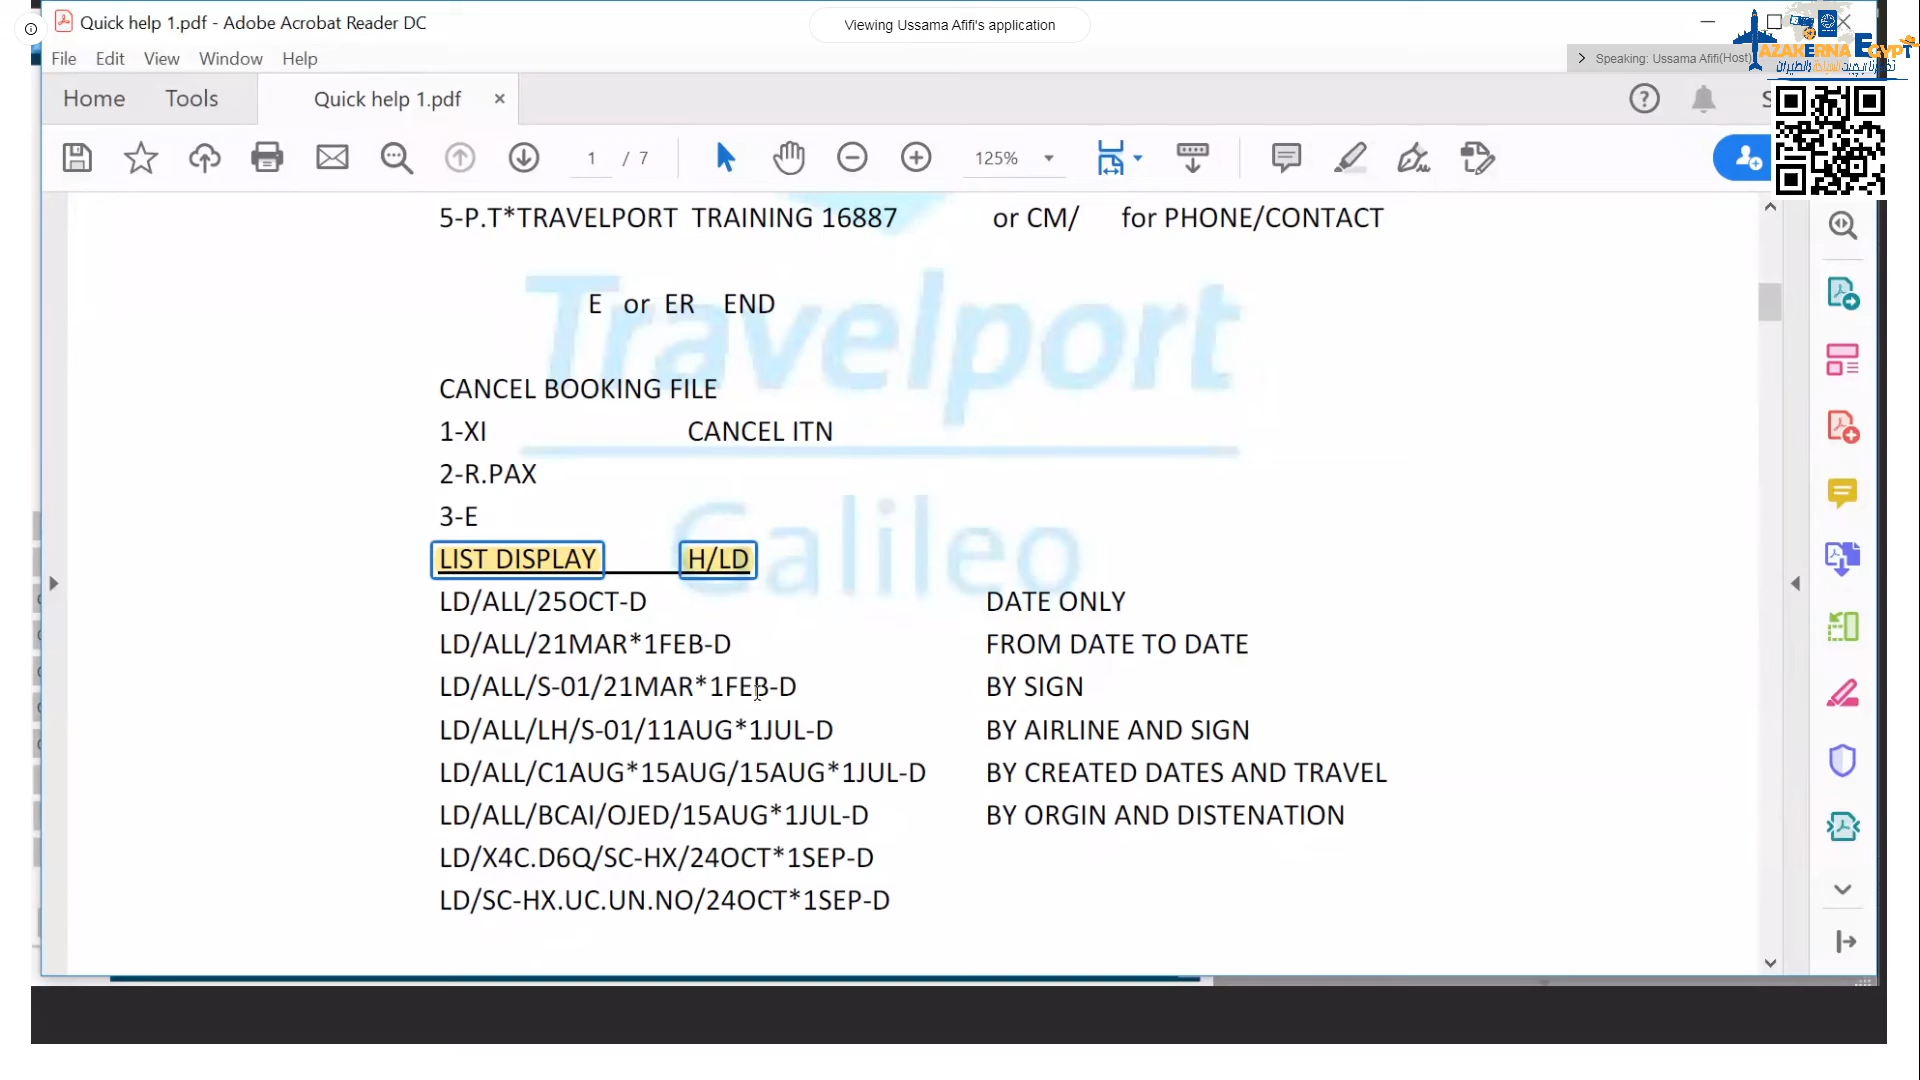 Quick help 1.pdf - Adobe Acrobat Reader DC
Viewing Ussama Afifi's application
File Edit View Window Help
Speaking: Ussama Afifi(Host)
AZAKERNA EGYPT
Home Tools Quick help 1.pdf
1 / 7 125%
5-P.T*TRAVELPORT TRAINING 16887 or CM/ for PHONE/CONTACT
E or ER END
Travelport
CANCEL BOOKING FILE
1-XI CANCEL ITN
2-R.PAX
3-E
Galileo
LIST DISPLAY H/LD
LD/ALL/25OCT-D DATE ONLY
LD/ALL/21MAR*1FEB-D FROM DATE TO DATE
LD/ALL/S-01/21MAR*1FEB-D BY SIGN
LD/ALL/LH/S-01/11AUG*1JUL-D BY AIRLINE AND SIGN
LD/ALL/C1AUG*15AUG/15AUG*1JUL-D BY CREATED DATES AND TRAVEL
LD/ALL/BCAI/OJED/15AUG*1JUL-D BY ORGIN AND DISTENATION
LD/X4C.D6Q/SC-HX/24OCT*1SEP-D
LD/SC-HX.UC.UN.NO/24OCT*1SEP-D